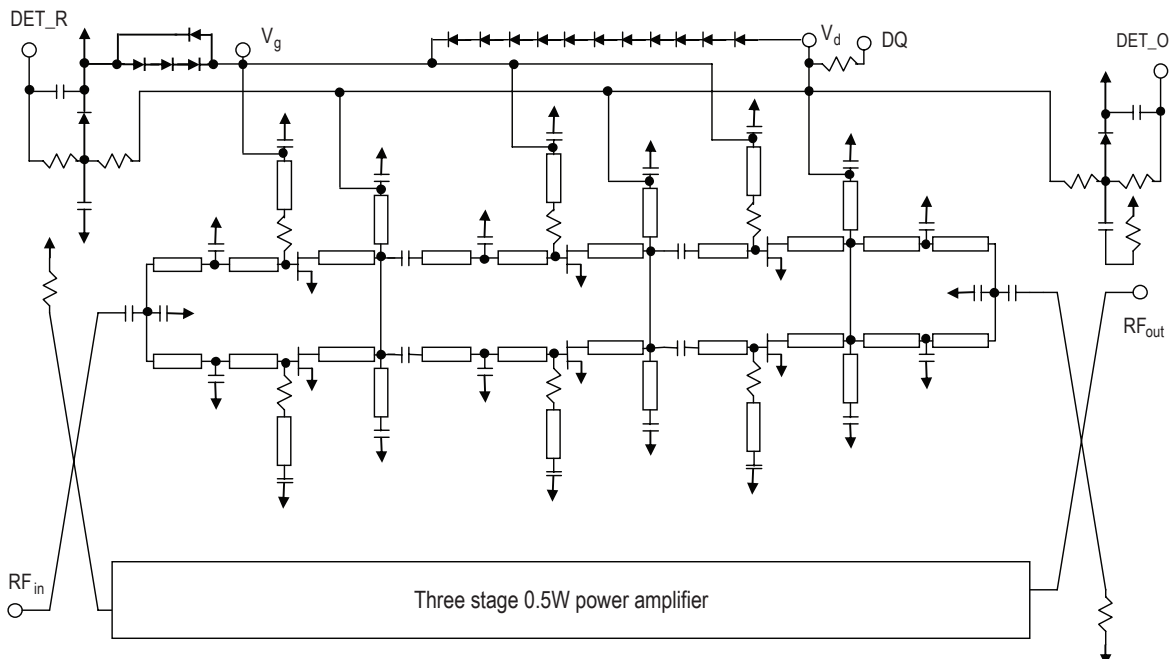 DET_R
Vg
Vd
DQ
DET_O
RFout
RFin
Three stage 0.5W power amplifier